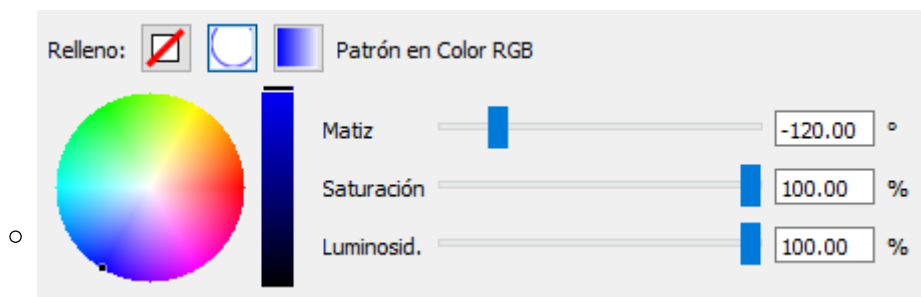 Relleno: Patrón en Color RGB
Matiz -120.00 °
Saturación 100.00 %
Luminosid. 100.00 %